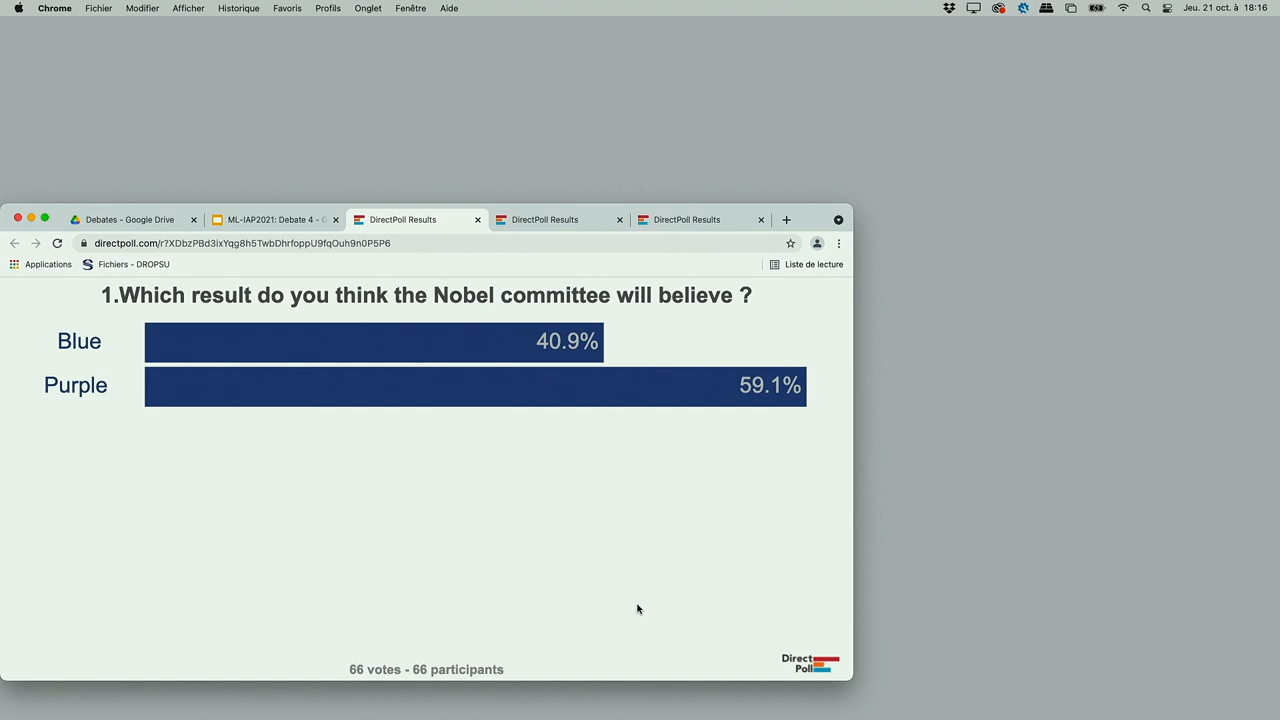 Chrome Fichier Modifier Afficher Historique Favoris Profils Onglet Fenêtre Aide Jeu. 21 oct. à 18:16
Debates - Google Drive ML-IAP2021: Debate 4 - G DirectPoll Results DirectPoll Results DirectPoll Results
directpoll.com/r?XDbzPBd3ixYqg8h5TwbDhrfoppU9fqOuh9n0P5P6
Applications Fichiers - DROPSU Liste de lecture
1.Which result do you think the Nobel committee will believe ?
Blue 40.9%
Purple 59.1%
66 votes - 66 participants
Direct
Poll